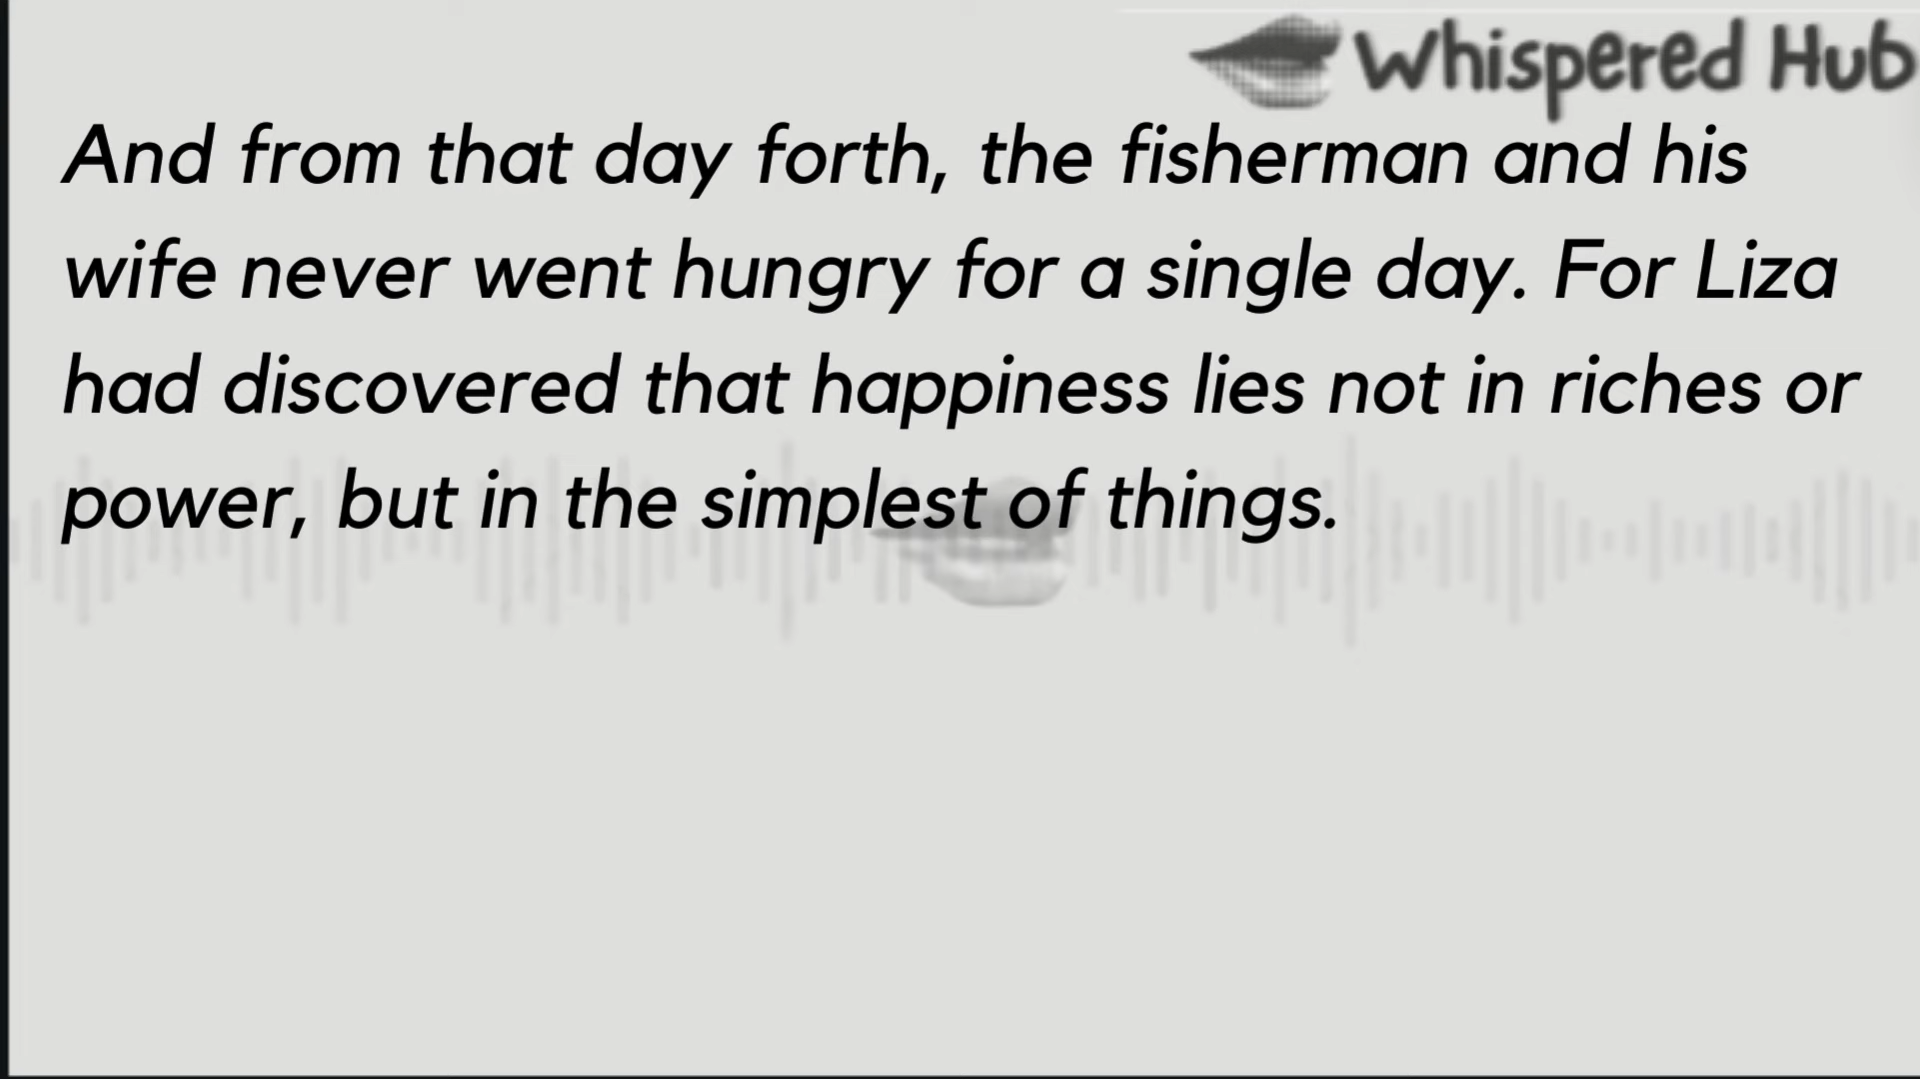 Whispered Hub
And from that day forth, the fisherman and his
wife never went hungry for a single day. For Liza
had discovered that happiness lies not in riches or
power, but in the simplest of things.